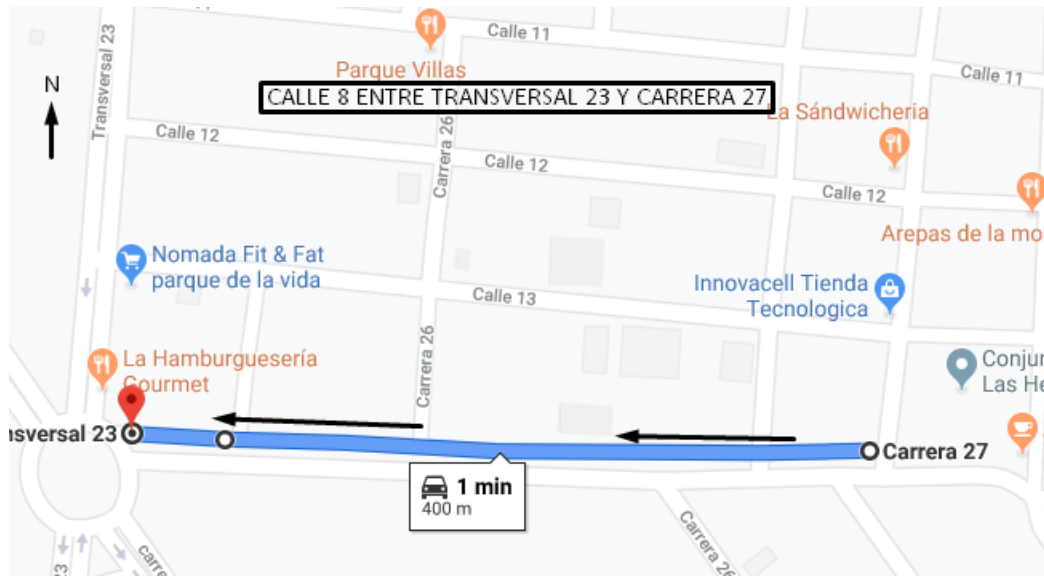 Calle 11
Transversal 23
Parque Villas
N
CALLE 8 ENTRE TRANSVERSAL 23 Y CARRERA 27
Calle 11
La Sándwicheria
Calle 12
Carrera 26
Calle 12
Calle 12
Arepas de la mo
Nomada Fit & Fat
parque de la vida
Innovacell Tienda
Tecnologica
Calle 13
La Hamburguesería
Gourmet
Carrera 26
Conjur
Las He
nsversal 23
Carrera 27
1 min
400 m
Carrera 26
carre
23